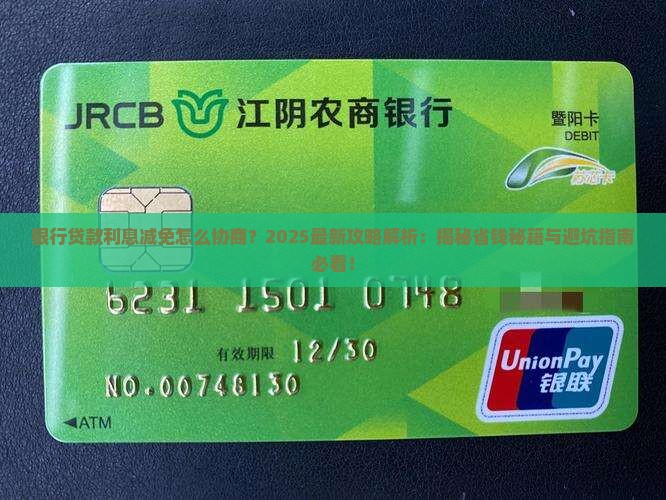 JRCB 江阴农商银行
暨阳卡
DEBIT
苏芯卡
银行贷款利息减免怎么协商？2025最新攻略解析：揭秘省钱秘籍与避坑指南
必看！
6231 1501 0748
有效期限 12/30
NO.00748130
UnionPay
银联
◀ATM